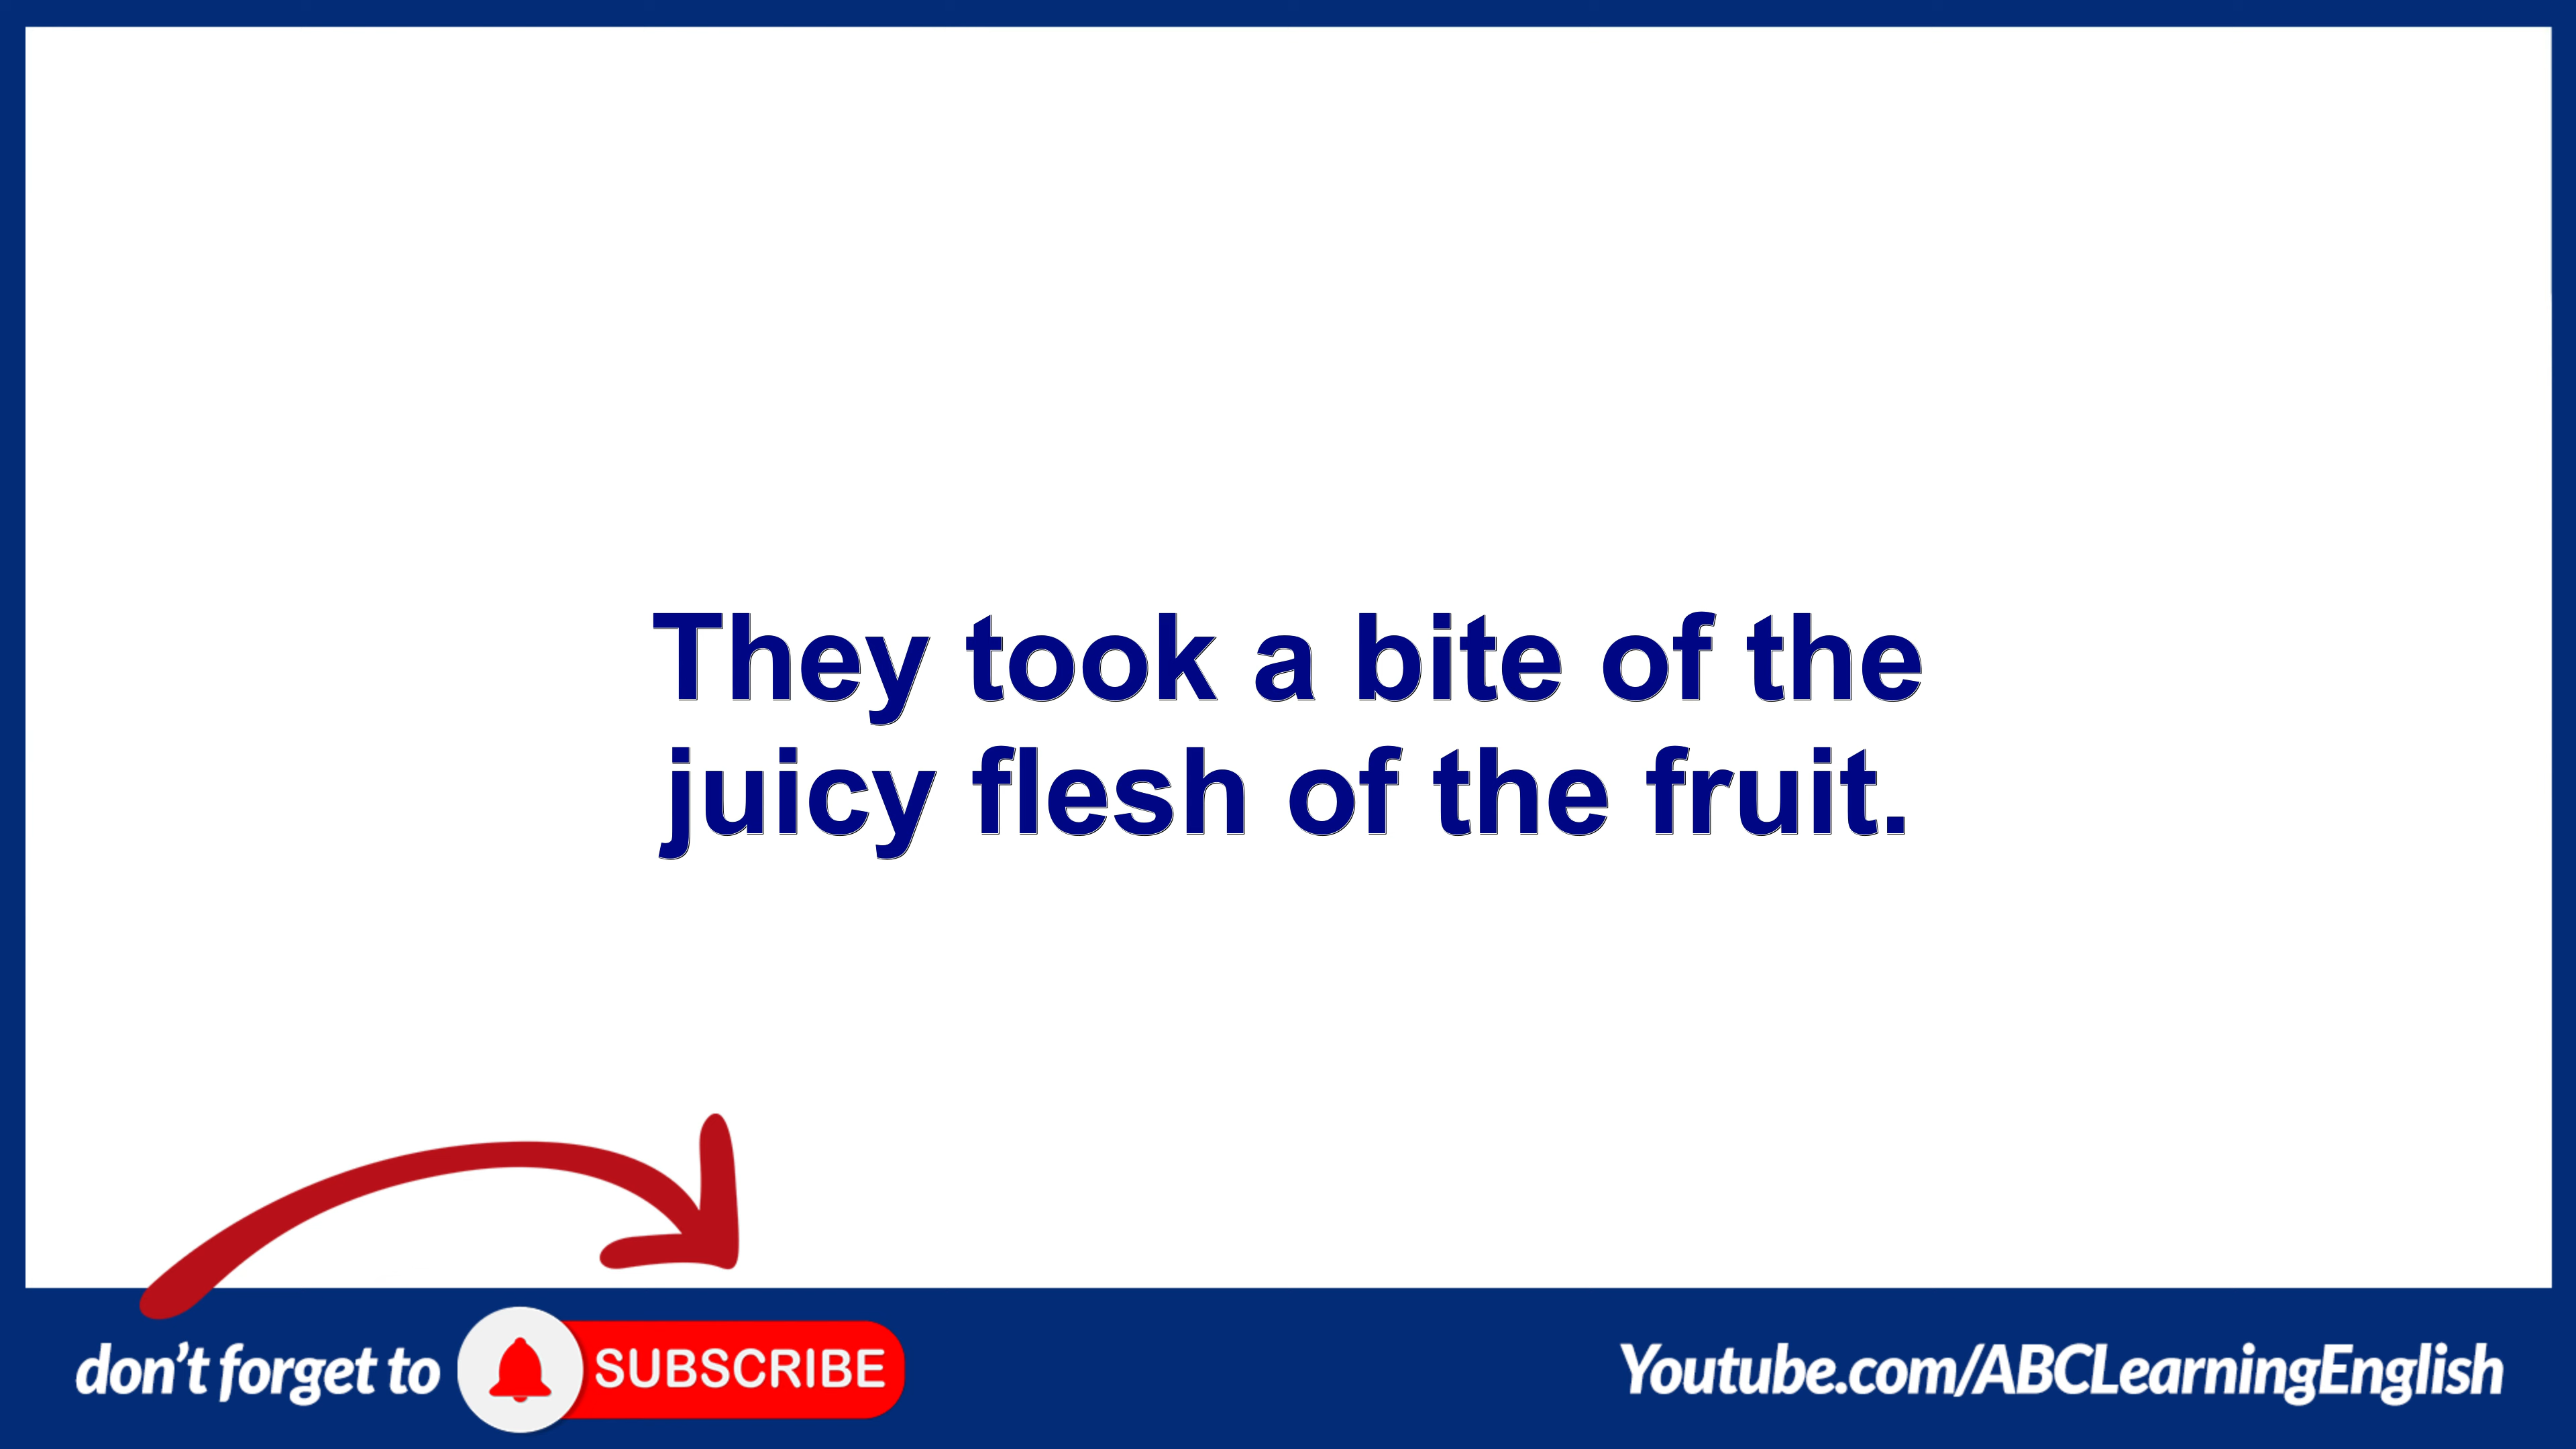 They took a bite of the
juicy flesh of the fruit.
don't forget to SUBSCRIBE
Youtube.com/ABCLearningEnglish